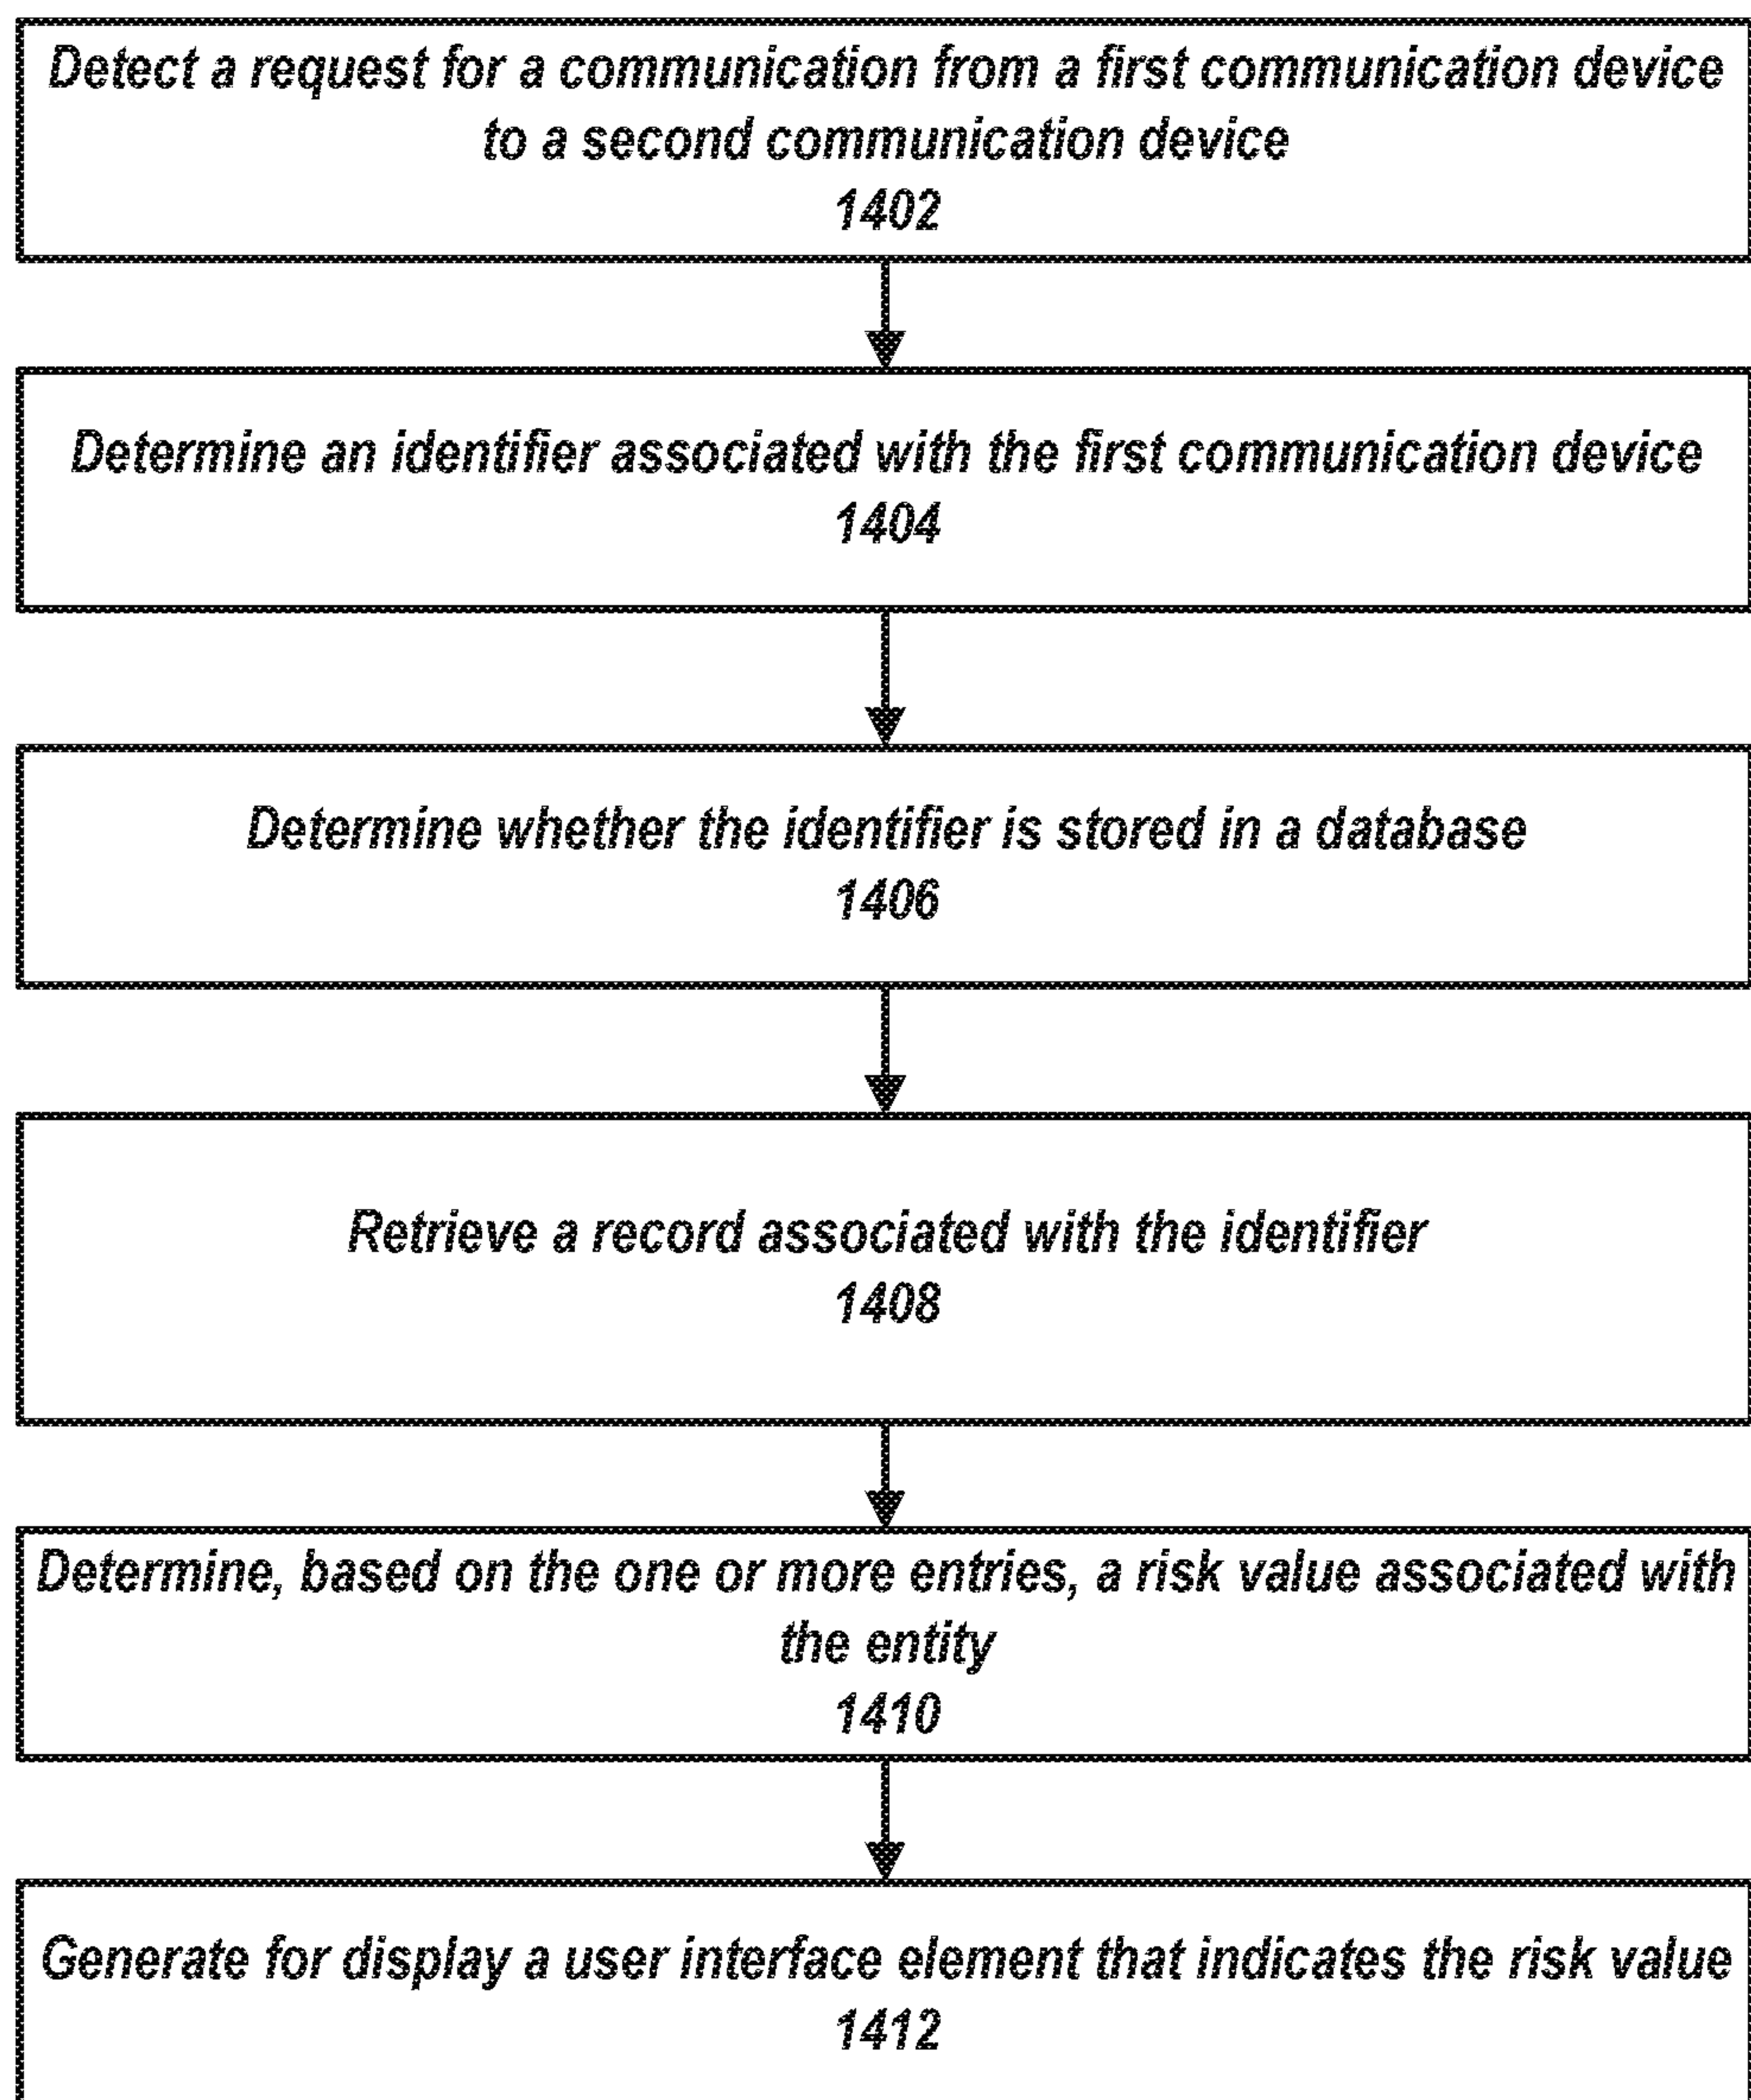 Detect a request for a communication from a first communication device
to a second communication device
1402
Determine an identifier associated with the first communication device
1404
Determine whether the identifier is stored in a database
1406
Retrieve a record associated with the identifier
1408
Determine, based on the one or more entries, a risk value associated with
the entity
1410
Generate for display a user interface element that indicates the risk value
1412